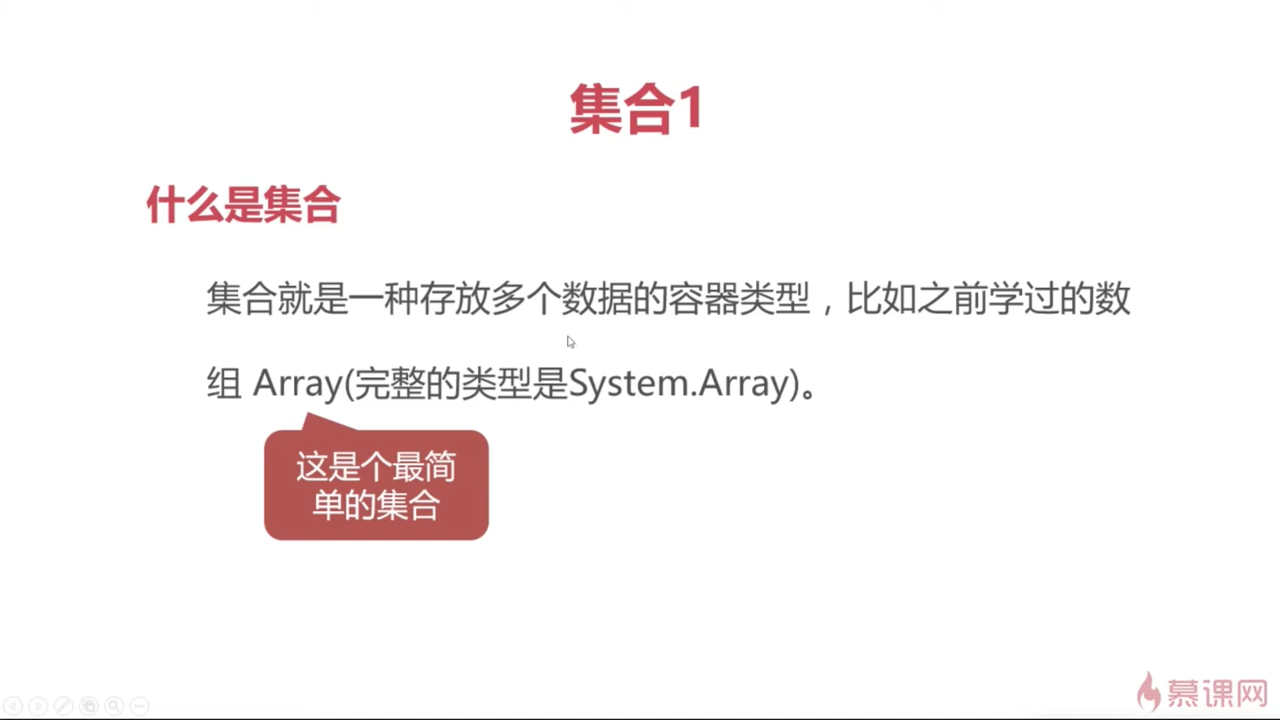 集合1
什么是集合
集合就是一种存放多个数据的容器类型，比如之前学过的数
组 Array(完整的类型是System.Array)。
这是个最简
单的集合
慕课网